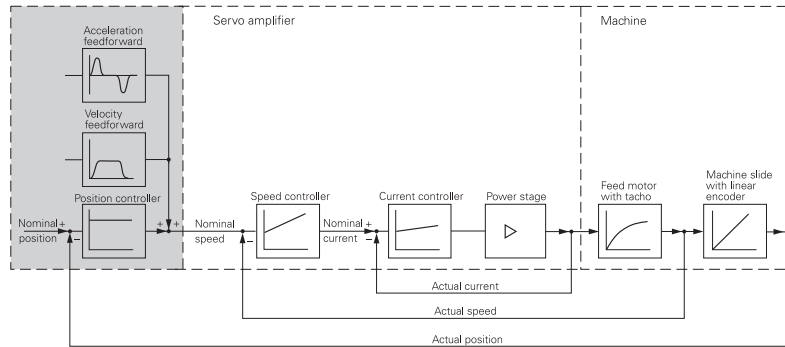 Servo amplifier
Machine
Acceleration
feedforward
Velocity
feedforward
Position controller
Nominal +
position
−
+ +
Nominal
speed
−
Speed controller
Nominal +
current
−
Current controller
Power stage
Feed motor
with tacho
Machine slide
with linear
encoder
Actual current
Actual speed
Actual position